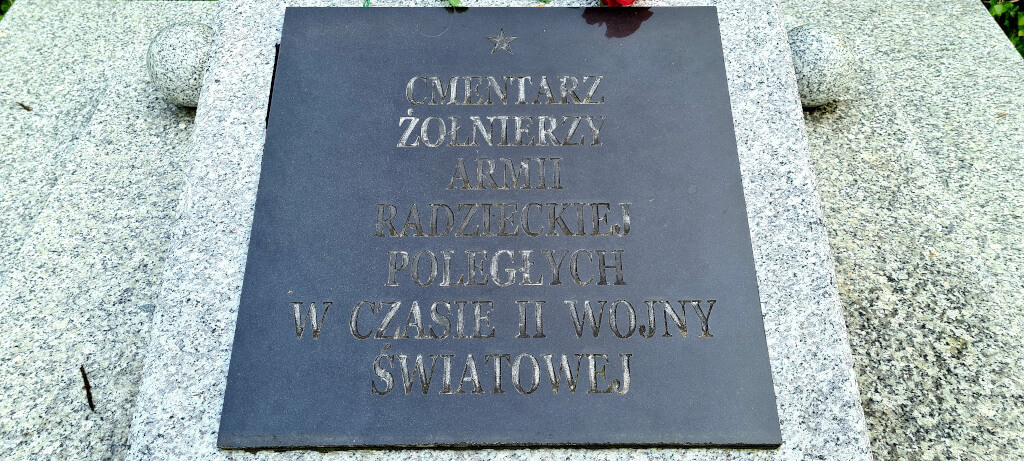 CMENTARZ
ŻOŁNIERZY
ARMII
RADZIECKIEJ
POLEGŁYCH
W CZASIE II WOJNY
ŚWIATOWEJ